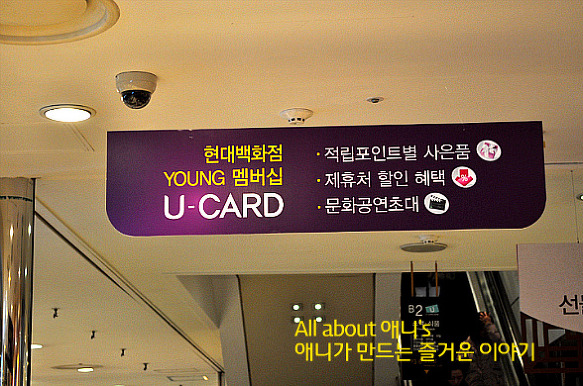 현대백화점
YOUNG 멤버십
U-CARD
· 적립포인트별 사은품
· 제휴처 할인 혜택
%
· 문화공연초대
B2
All about 애니's
애니가 만드는 즐거운 이야기